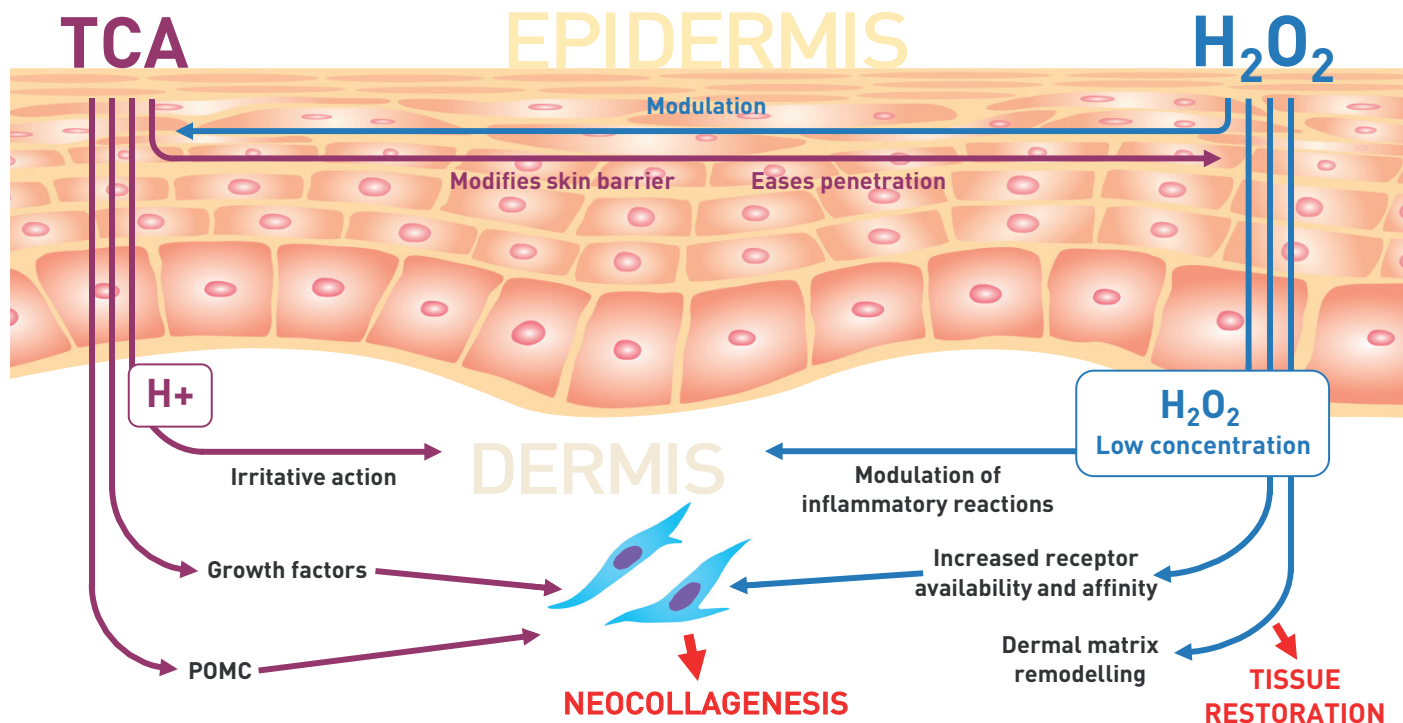 TCA
EPIDERMIS
H₂O₂
Modulation
Modifies skin barrier
Eases penetration
H+
H₂O₂
Low concentration
Irritative action
DERMIS
Modulation of
inflammatory reactions
Growth factors
Increased receptor
availability and affinity
POMC
Dermal matrix
remodelling
NEOCOLLAGENESIS
TISSUE
RESTORATION